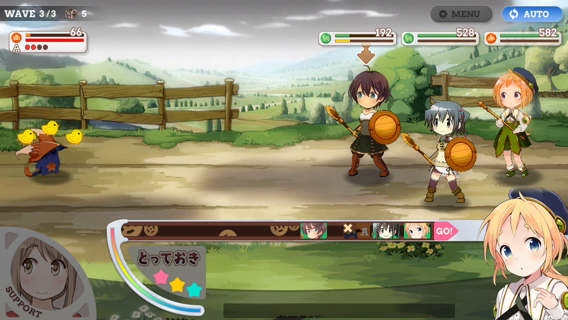 WAVE 3/3 5
MENU
AUTO
66
192
528
582
A
GO!
とっておき
SUPPORT